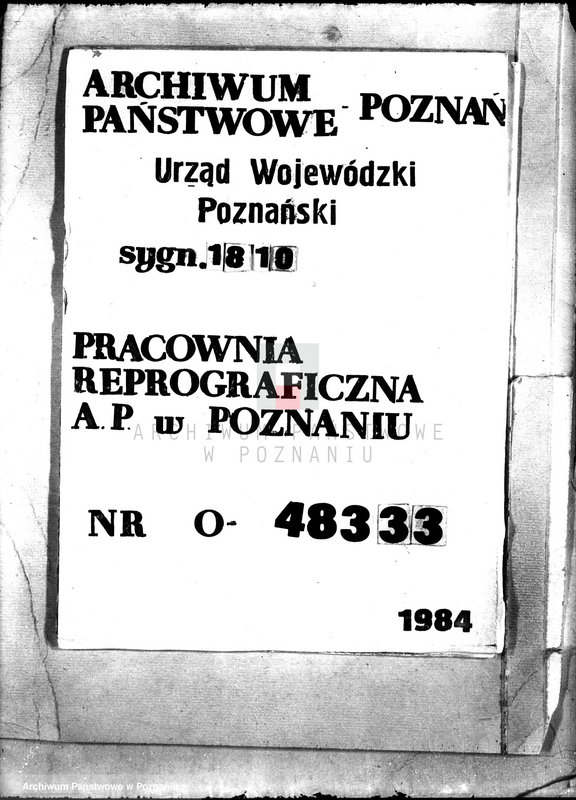 ARCHIWUM
PAŃSTWOWE - POZNAŃ
Urząd Wojewódzki
Poznański
sygn. 1810
PRACOWNIA
REPROGRAFICZNA
A. P. w POZNANIU
ARCHIWUM PAŃSTWOWE
W POZNANIU
NR O- 48333
1984
Archiwum Państwowe w Poznaniu